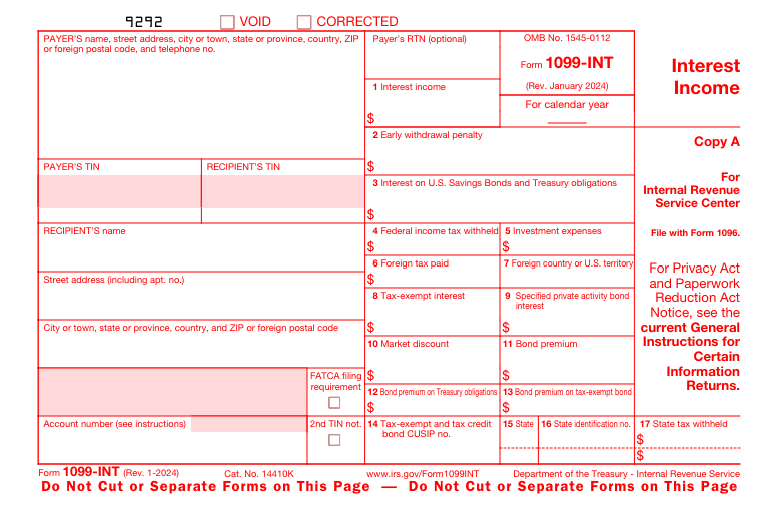 9292 VOID CORRECTED
PAYER'S name, street address, city or town, state or province, country, ZIP
or foreign postal code, and telephone no.
Payer's RTN (optional)
1 Interest income
$
OMB No. 1545-0112
Form 1099-INT
(Rev. January 2024)
For calendar year
Interest
Income
2 Early withdrawal penalty
$
Copy A
For
Internal Revenue
Service Center
File with Form 1096.
For Privacy Act
and Paperwork
Reduction Act
Notice, see the
current General
Instructions for
Certain
Information
Returns.
PAYER'S TIN
RECIPIENT'S TIN
3 Interest on U.S. Savings Bonds and Treasury obligations
$
RECIPIENT'S name
4 Federal income tax withheld
$
5 Investment expenses
$
6 Foreign tax paid
$
7 Foreign country or U.S. territory
Street address (including apt. no.)
8 Tax-exempt interest
$
9 Specified private activity bond
interest
$
City or town, state or province, country, and ZIP or foreign postal code
10 Market discount
$
11 Bond premium
$
FATCA filing
requirement
12 Bond premium on Treasury obligations
$
13 Bond premium on tax-exempt bond
$
Account number (see instructions)
2nd TIN not.
14 Tax-exempt and tax credit
bond CUSIP no.
15 State
16 State identification no.
17 State tax withheld
$
$
Form 1099-INT (Rev. 1-2024) Cat. No. 14410K www.irs.gov/Form1099INT Department of the Treasury - Internal Revenue Service
Do Not Cut or Separate Forms on This Page — Do Not Cut or Separate Forms on This Page